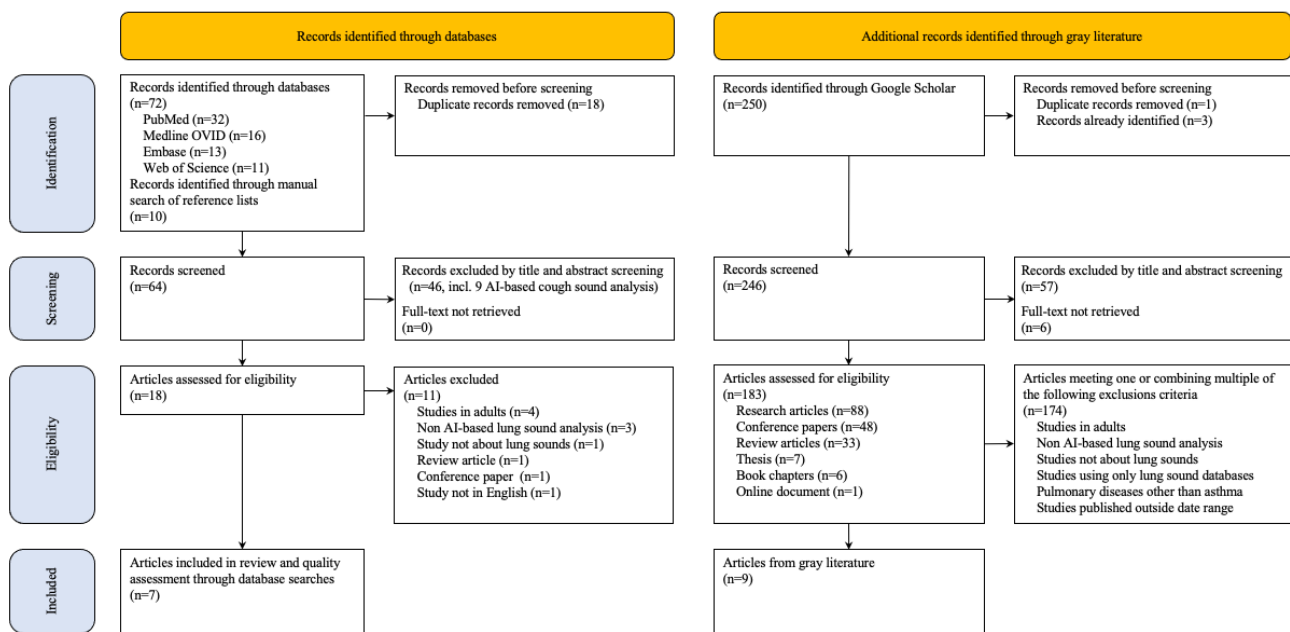 Records identified through databases
Additional records identified through gray literature
Identification
Records identified through databases
(n=72)
PubMed (n=32)
Medline OVID (n=16)
Embase (n=13)
Web of Science (n=11)
Records identified through manual
search of reference lists
(n=10)
Records removed before screening
Duplicate records removed (n=18)
Records identified through Google Scholar
(n=250)
Records removed before screening
Duplicate records removed (n=1)
Records already identified (n=3)
Screening
Records screened
(n=64)
Records excluded by title and abstract screening
(n=46, incl. 9 AI-based cough sound analysis)
Full-text not retrieved
(n=0)
Records screened
(n=246)
Records excluded by title and abstract screening
(n=57)
Full-text not retrieved
(n=6)
Eligibility
Articles assessed for eligibility
(n=18)
Articles excluded
(n=11)
Studies in adults (n=4)
Non AI-based lung sound analysis (n=3)
Study not about lung sounds (n=1)
Review article (n=1)
Conference paper (n=1)
Study not in English (n=1)
Articles assessed for eligibility
(n=183)
Research articles (n=88)
Conference papers (n=48)
Review articles (n=33)
Thesis (n=7)
Book chapters (n=6)
Online document (n=1)
Articles meeting one or combining multiple of
the following exclusions criteria
(n=174)
Studies in adults
Non AI-based lung sound analysis
Studies not about lung sounds
Studies using only lung sound databases
Pulmonary diseases other than asthma
Studies published outside date range
Included
Articles included in review and quality
assessment through database searches
(n=7)
Articles from gray literature
(n=9)